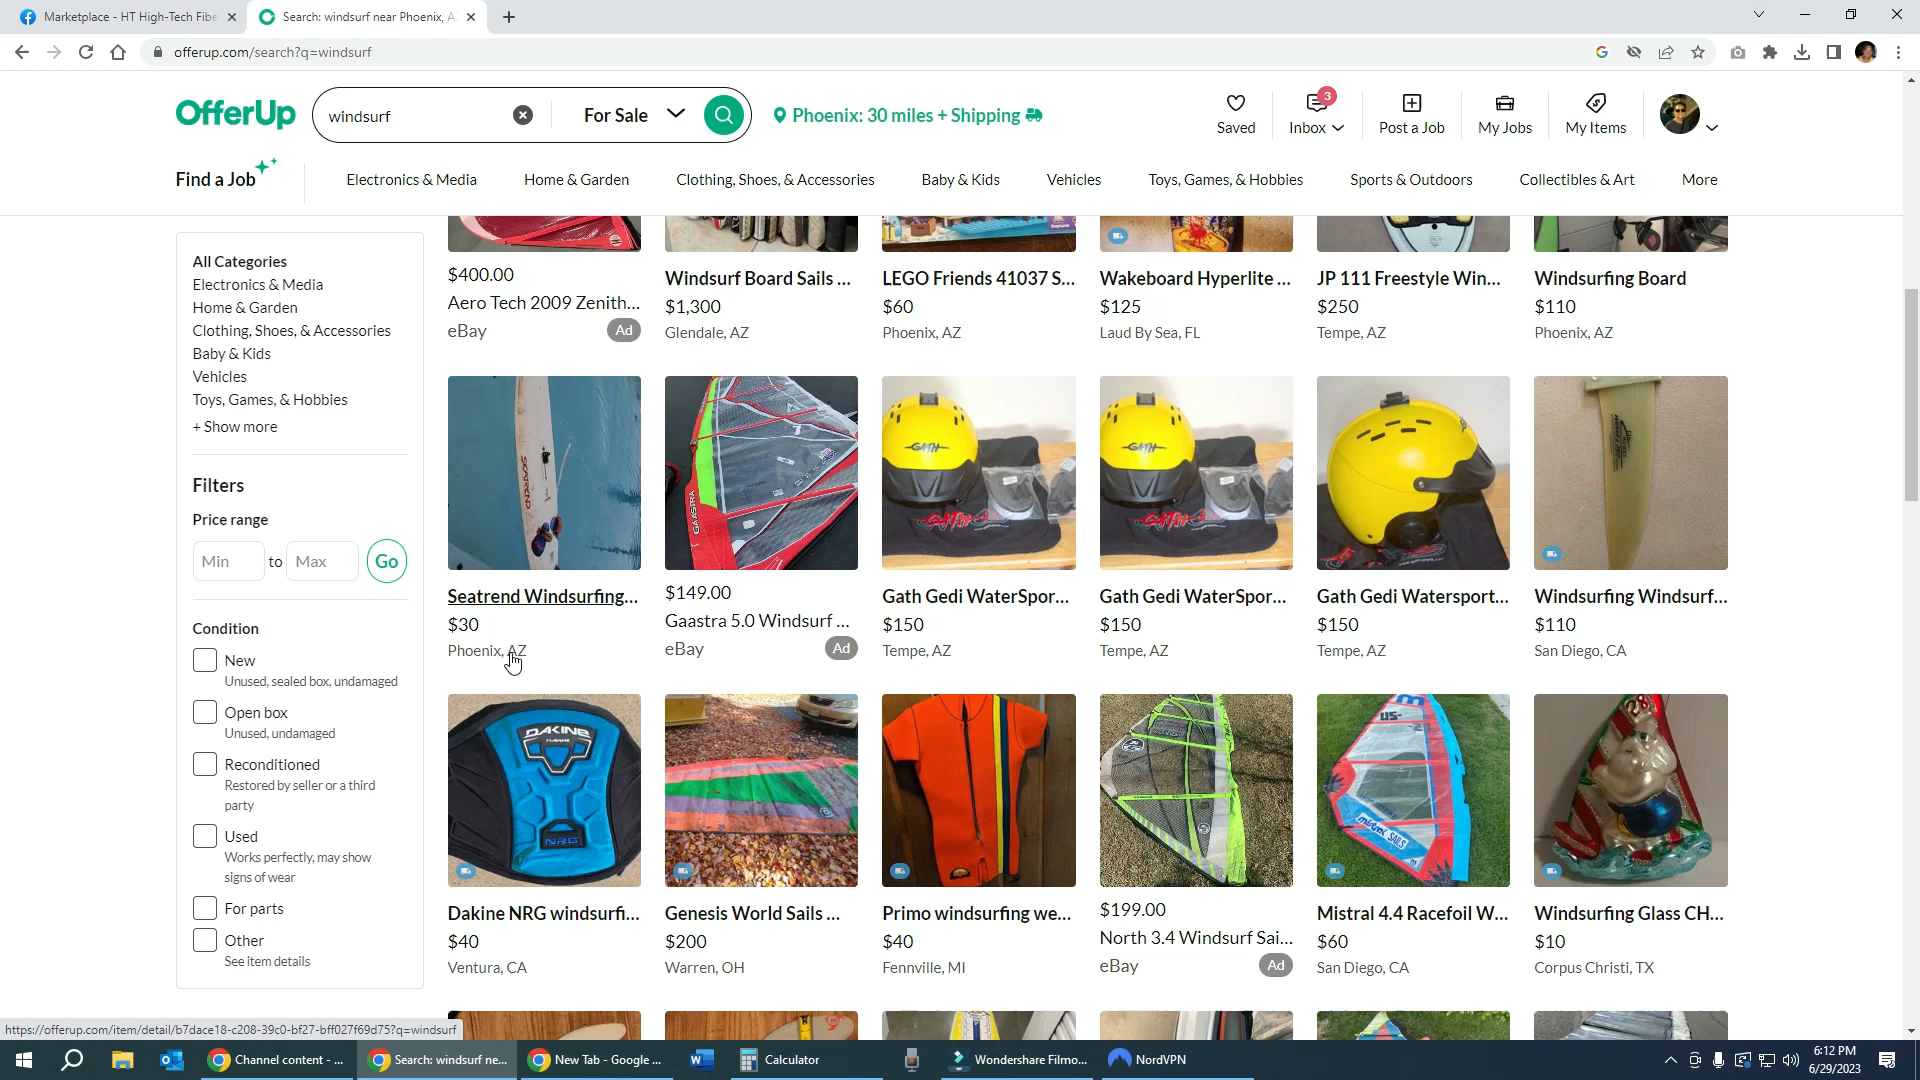 Marketplace - HT High-Tech Fibe
Search: windsurf near Phoenix, A
offerup.com/search?q=windsurf
OfferUp
windsurf
For Sale
Phoenix: 30 miles + Shipping
Saved
3
Inbox
Post a Job
My Jobs
My Items
Find a Job
Electronics & Media
Home & Garden
Clothing, Shoes, & Accessories
Baby & Kids
Vehicles
Toys, Games, & Hobbies
Sports & Outdoors
Collectibles & Art
More
All Categories
Electronics & Media
Home & Garden
Clothing, Shoes, & Accessories
Baby & Kids
Vehicles
Toys, Games, & Hobbies
+ Show more
Filters
Price range
Min to Max Go
Condition
New
Unused, sealed box, undamaged
Open box
Unused, undamaged
Reconditioned
Restored by seller or a third
party
Used
Works perfectly, may show
signs of wear
For parts
Other
See item details
$400.00
Aero Tech 2009 Zenith...
eBay Ad
Windsurf Board Sails ...
$1,300
Glendale, AZ
LEGO Friends 41037 S...
$60
Phoenix, AZ
Wakeboard Hyperlite ...
$125
Laud By Sea, FL
JP 111 Freestyle Win...
$250
Tempe, AZ
Windsurfing Board
$110
Phoenix, AZ
Seatrend Windsurfing...
$30
Phoenix, AZ
GAASTRA
$149.00
Gaastra 5.0 Windsurf ...
eBay Ad
GATH
Gath Gedi WaterSpor...
$150
Tempe, AZ
GATH
Gath Gedi WaterSpor...
$150
Tempe, AZ
Gath Gedi Watersport...
$150
Tempe, AZ
Windsurfing Windsurf...
$110
San Diego, CA
DAKINE
NRG
Dakine NRG windsurfi...
$40
Ventura, CA
Genesis World Sails ...
$200
Warren, OH
Primo windsurfing we...
$40
Fennville, MI
$199.00
North 3.4 Windsurf Sai...
eBay Ad
US-
mistral SAILS
Mistral 4.4 Racefoil W...
$60
San Diego, CA
Windsurfing Glass CH...
$10
Corpus Christi, TX
https://offerup.com/item/detail/b7dace18-c208-39c0-bf27-bff027f69d75?q=windsurf
Channel content - ...
Search: windsurf ne...
New Tab - Google ...
Calculator
Wondershare Filmo...
NordVPN
6:12 PM
6/29/2023